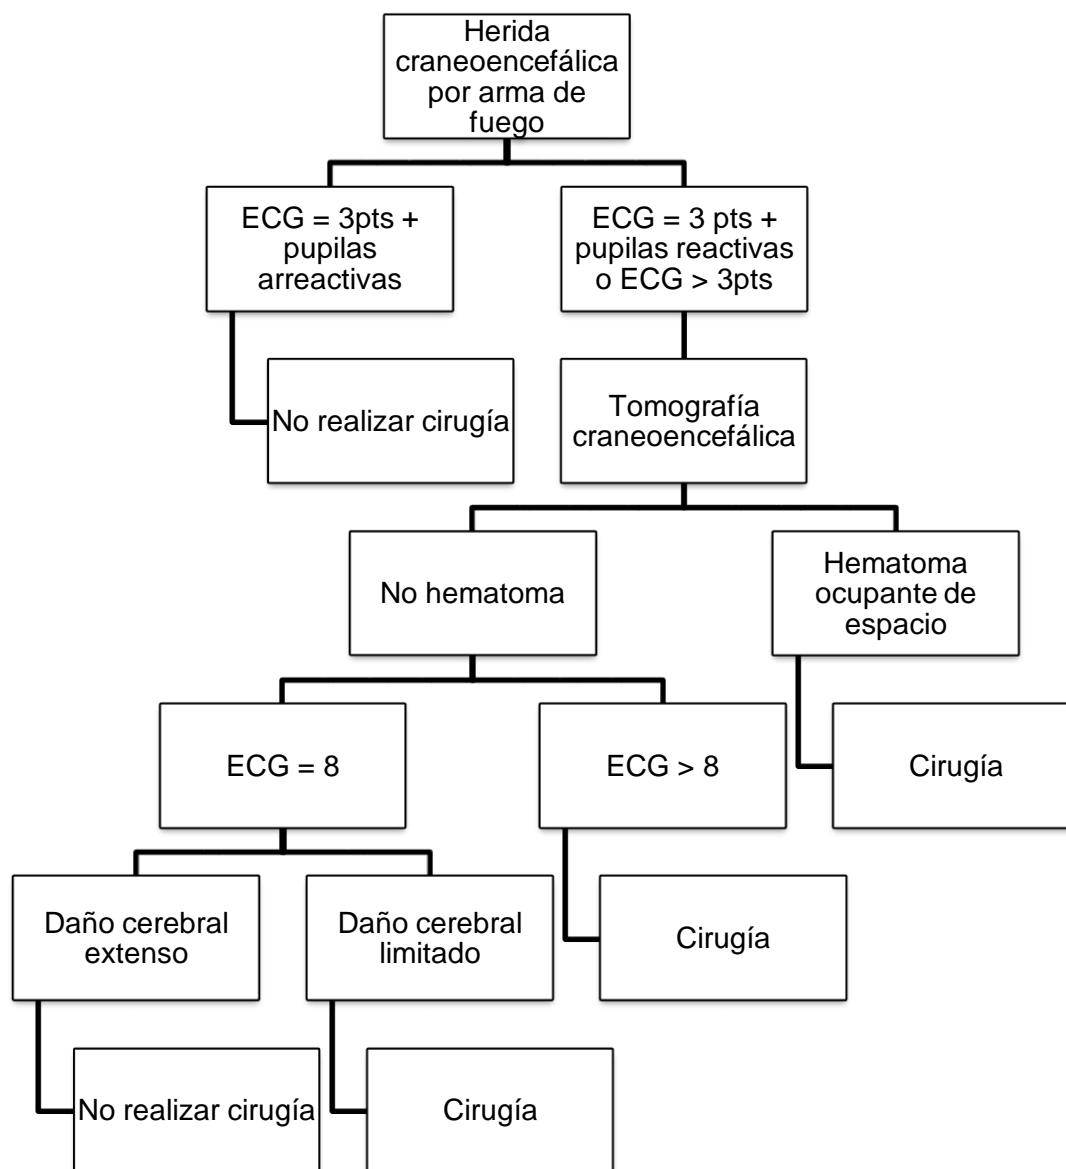 Herida
craneoencefálica
por arma de
fuego
ECG = 3pts +
pupilas
arreactivas
ECG = 3 pts +
pupilas reactivas
o ECG > 3pts
No realizar cirugía
Tomografía
craneoencefálica
No hematoma
Hematoma
ocupante de
espacio
ECG = 8
ECG > 8
Cirugía
Daño cerebral
extenso
Daño cerebral
limitado
Cirugía
No realizar cirugía
Cirugía